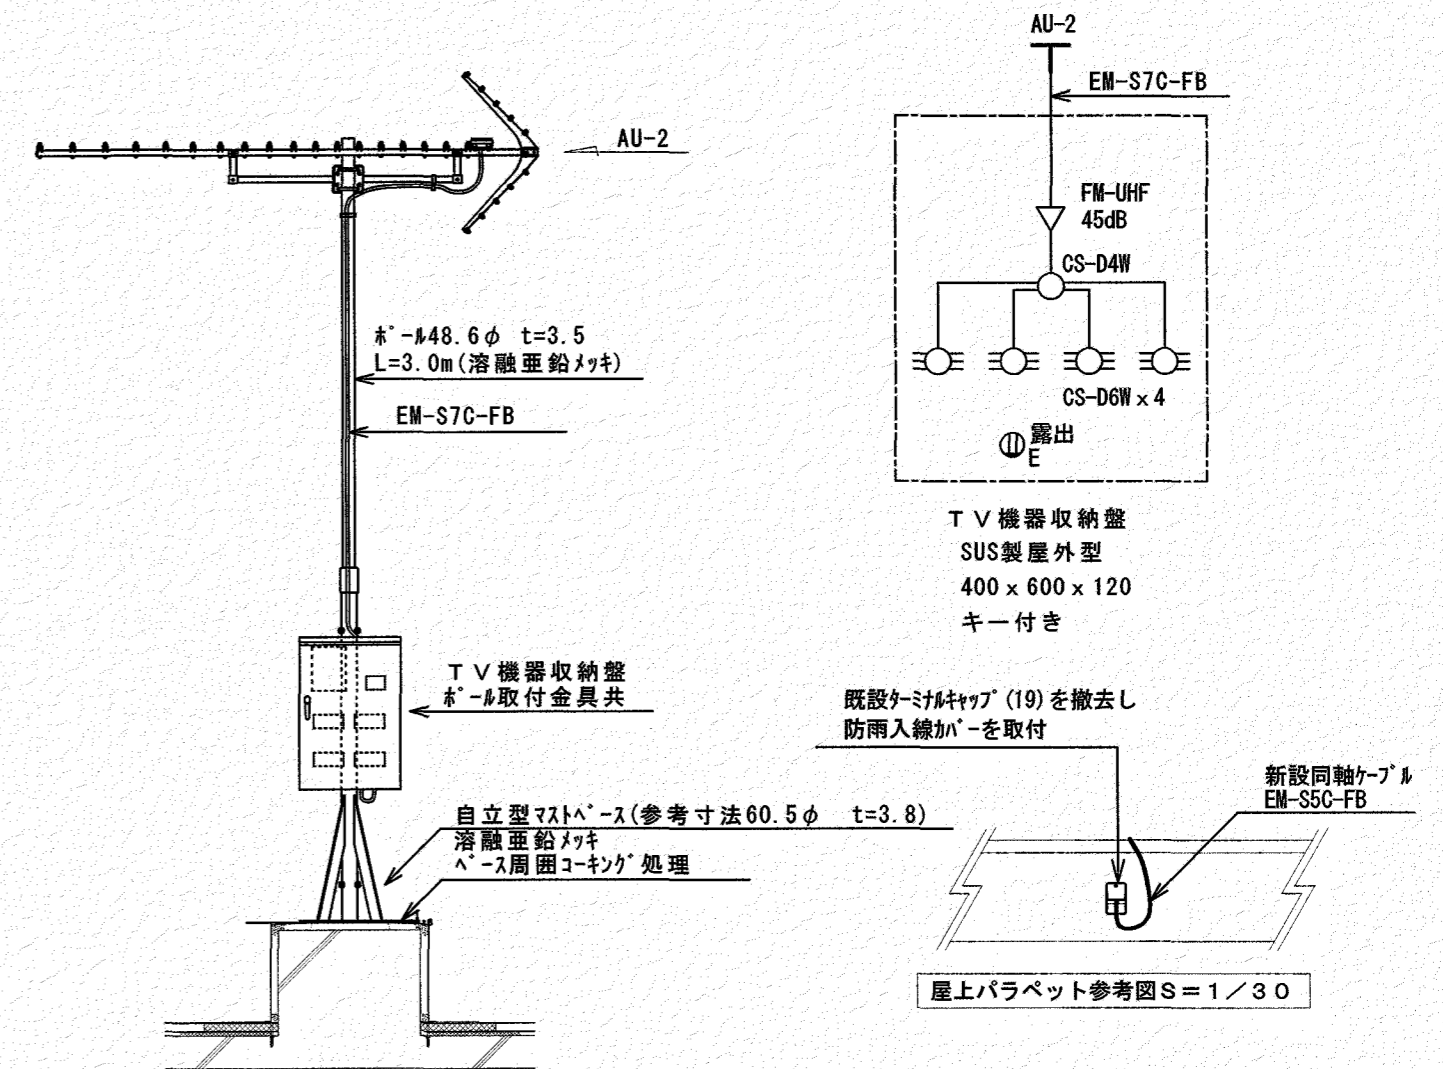 AU-2
ﾎﾟｰﾙ48.6φ t=3.5
L=3.0m(溶融亜鉛ﾒｯｷ)
EM-S7C-FB
ＴＶ機器収納盤
ﾎﾟｰﾙ取付金具共
自立型ﾏｽﾄﾍﾞｰｽ(参考寸法60.5φ t=3.8)
溶融亜鉛ﾒｯｷ
ﾍﾞｰｽ周囲ｺｰｷﾝｸﾞ処理
AU-2
EM-S7C-FB
FM-UHF
45dB
CS-D4W
CS-D6W x 4
露出
E
ＴＶ機器収納盤
SUS製屋外型
400 x 600 x 120
キー付き
既設ﾀｰﾐﾅﾙｷｬｯﾌﾟ(19)を撤去し
防雨入線ｶﾊﾞｰを取付
新設同軸ｹｰﾌﾞﾙ
EM-S5C-FB
屋上パラペット参考図Ｓ＝１／３０